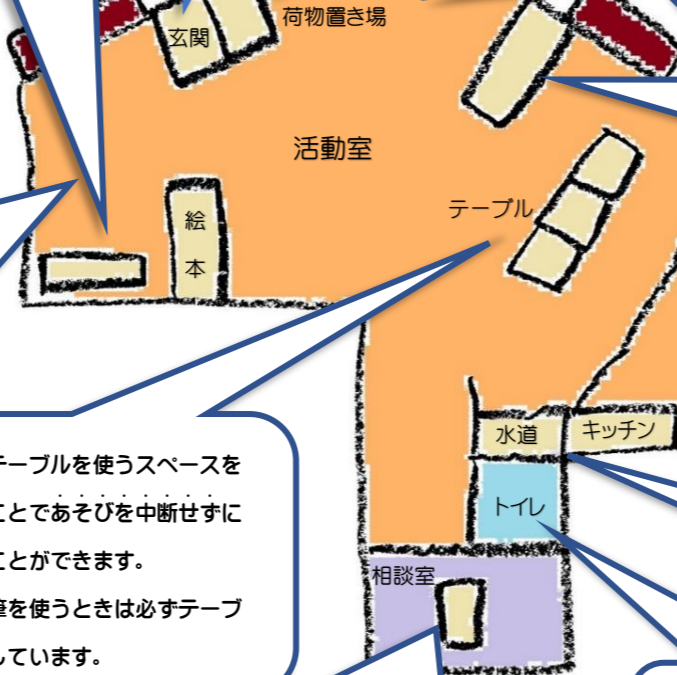 荷物置き場
玄関
活動室
テーブル
絵本
水道
キッチン
トイレ
相談室
テーブルを使うスペースを
ことであそびを中断せずに
ことができます。
を使うときは必ずテーブ
しています。